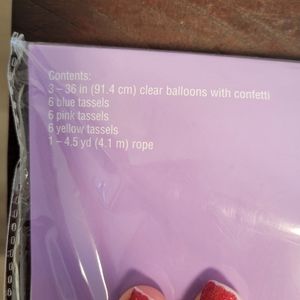 Contents:
3 – 36 in (91.4 cm) clear balloons with confetti
6 blue tassels
6 pink tassels
6 yellow tassels
1 – 4.5 yd (4.1 m) rope